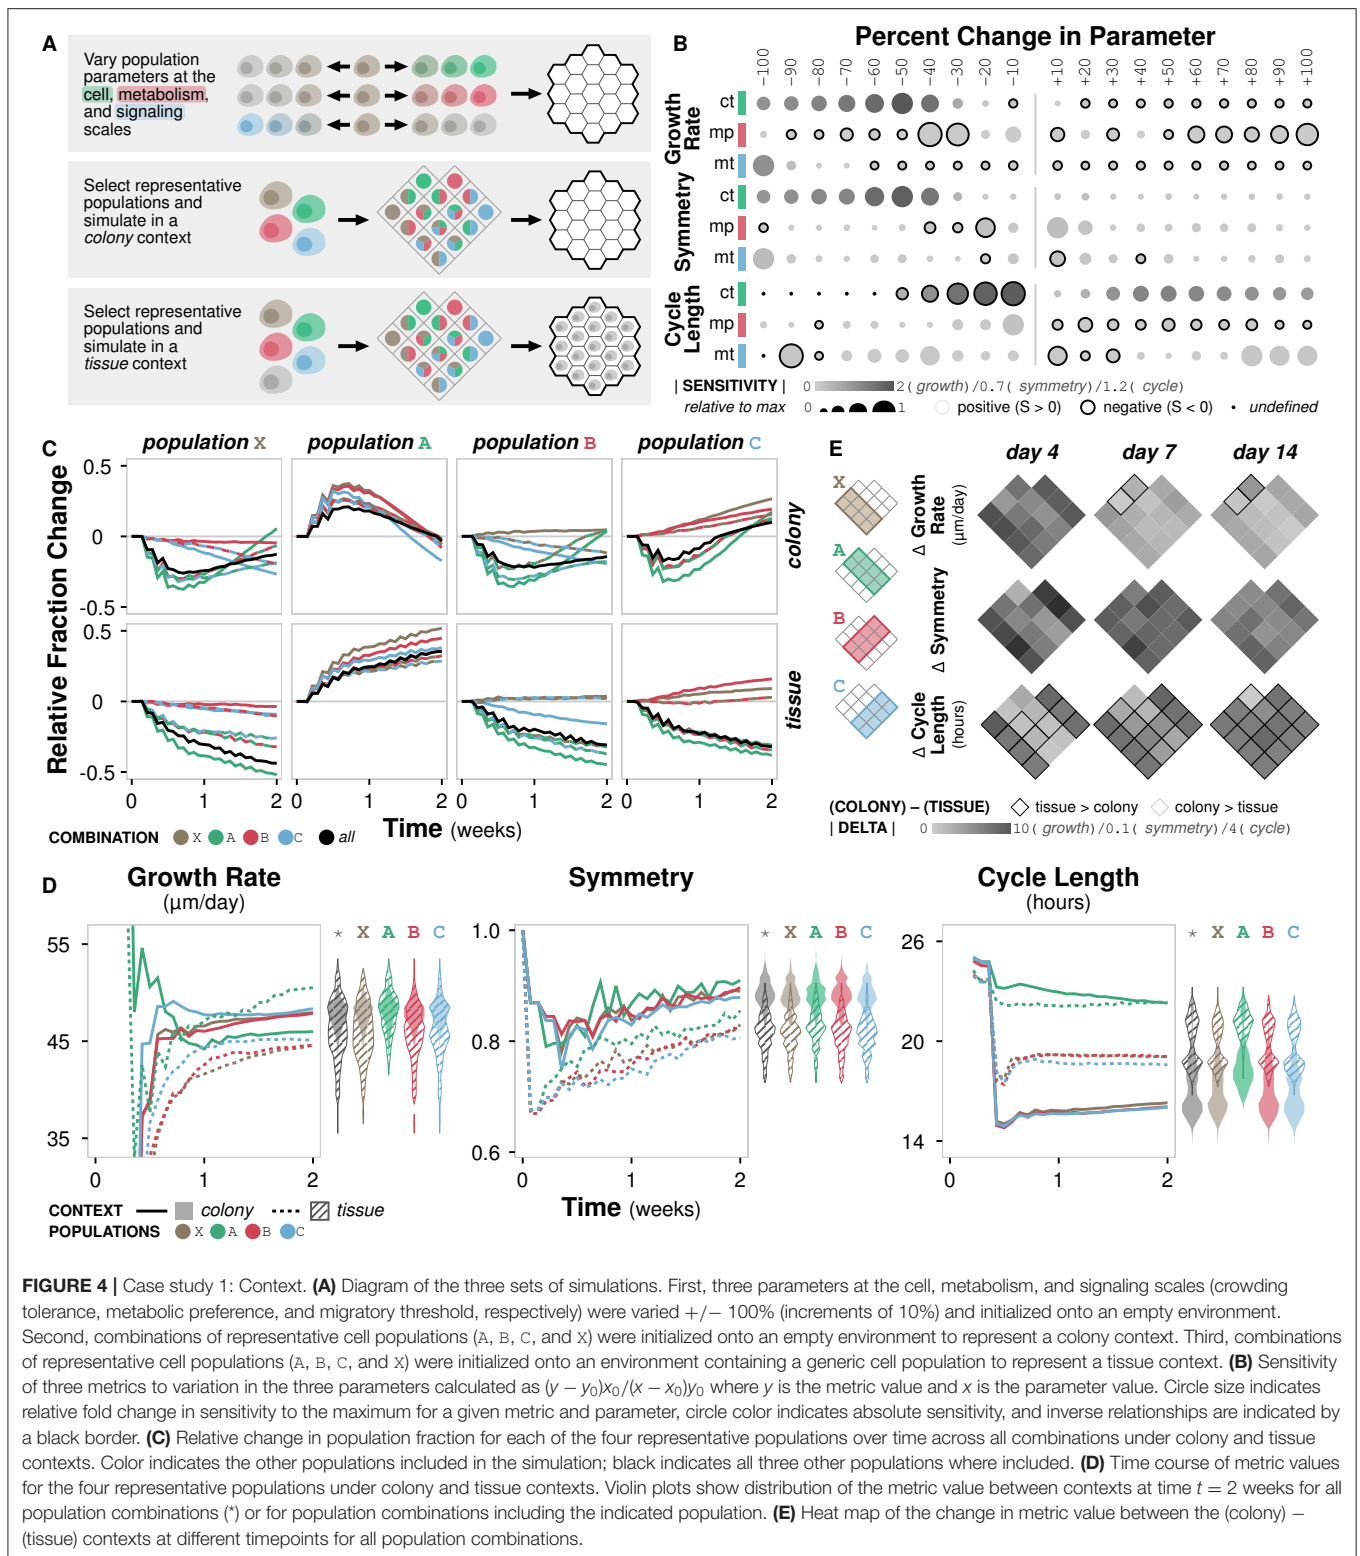 A
Vary population
parameters at the
cell, metabolism,
and signaling
scales
Select representative
populations and
simulate in a
colony context
Select representative
populations and
simulate in a
tissue context
B
Percent Change in Parameter
-100 -90 -80 -70 -60 -50 -40 -30 -20 -10 +10 +20 +30 +40 +50 +60 +70 +80 +90 +100
Growth Rate
ct
mp
mt
Symmetry
ct
mp
mt
Cycle Length
ct
mp
mt
| SENSITIVITY | 0 2(growth)/0.7(symmetry)/1.2(cycle)
relative to max 0 1 positive (S > 0) negative (S < 0) undefined
C
population X population A population B population C
Relative Fraction Change
0.5
0
-0.5
colony
0.5
0
-0.5
tissue
0 1 2 0 1 2 0 1 2 0 1 2
Time (weeks)
COMBINATION X A B C all
E
day 4 day 7 day 14
X
Δ Growth Rate (µm/day)
A
B
Δ Symmetry
C
Δ Cycle Length (hours)
(COLONY) – (TISSUE) tissue > colony colony > tissue
| DELTA | 0 10(growth)/0.1(symmetry)/4(cycle)
D
Growth Rate
(µm/day)
55
45
35
0 1 2
* X A B C
Symmetry
1.0
0.8
0.6
0 1 2
* X A B C
Cycle Length
(hours)
26
20
14
0 1 2
* X A B C
Time (weeks)
CONTEXT colony tissue
POPULATIONS X A B C
FIGURE 4 | Case study 1: Context. (A) Diagram of the three sets of simulations. First, three parameters at the cell, metabolism, and signaling scales (crowding
tolerance, metabolic preference, and migratory threshold, respectively) were varied +/− 100% (increments of 10%) and initialized onto an empty environment.
Second, combinations of representative cell populations (A, B, C, and X) were initialized onto an empty environment to represent a colony context. Third, combinations
of representative cell populations (A, B, C, and X) were initialized onto an environment containing a generic cell population to represent a tissue context. (B) Sensitivity
of three metrics to variation in the three parameters calculated as (y − y₀)x₀/(x − x₀)y₀ where y is the metric value and x is the parameter value. Circle size indicates
relative fold change in sensitivity to the maximum for a given metric and parameter, circle color indicates absolute sensitivity, and inverse relationships are indicated by
a black border. (C) Relative change in population fraction for each of the four representative populations over time across all combinations under colony and tissue
contexts. Color indicates the other populations included in the simulation; black indicates all three other populations where included. (D) Time course of metric values
for the four representative populations under colony and tissue contexts. Violin plots show distribution of the metric value between contexts at time t = 2 weeks for all
population combinations (*) or for population combinations including the indicated population. (E) Heat map of the change in metric value between the (colony) −
(tissue) contexts at different timepoints for all population combinations.